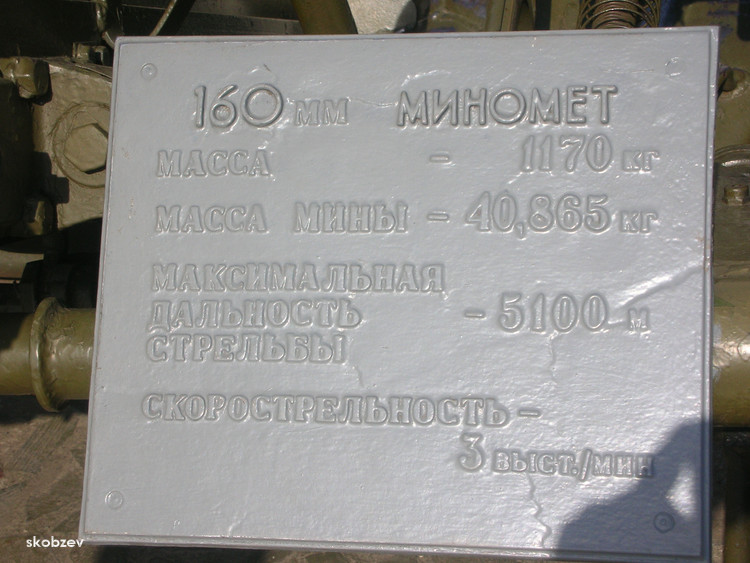 160 мм МИНОМЕТ
МАССА - 1170 кг
МАССА МИНЫ - 40,865 кг
МАКСИМАЛЬНАЯ
ДАЛЬНОСТЬ - 5100 м
СТРЕЛЬБЫ
СКОРОСТРЕЛЬНОСТЬ -
3 выст./мин
skobzev